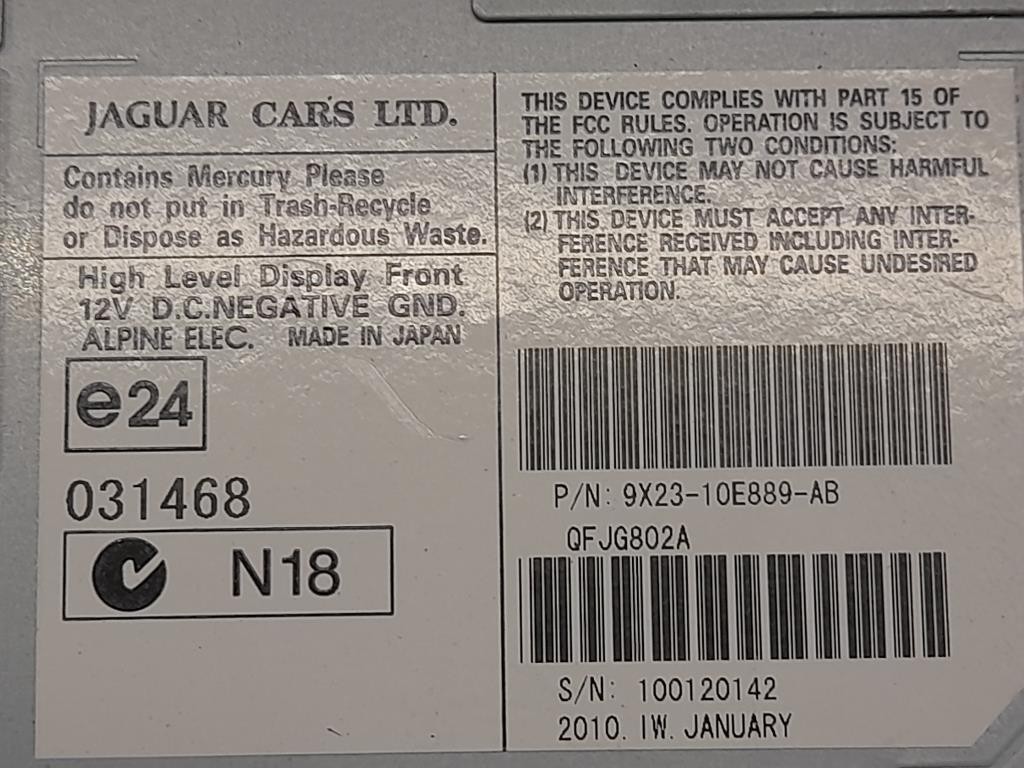 JAGUAR CARS LTD.
Contains Mercury Please
do not put in Trash-Recycle
or Dispose as Hazardous Waste.
High Level Display Front
12V D.C.NEGATIVE GND.
ALPINE ELEC. MADE IN JAPAN
e24
031468
N18
THIS DEVICE COMPLIES WITH PART 15 OF
THE FCC RULES. OPERATION IS SUBJECT TO
THE FOLLOWING TWO CONDITIONS:
(1) THIS DEVICE MAY NOT CAUSE HARMFUL
INTERFERENCE.
(2) THIS DEVICE MUST ACCEPT ANY INTER-
FERENCE RECEIVED INCLUDING INTER-
FERENCE THAT MAY CAUSE UNDESIRED
OPERATION.
P/N: 9X23-10E889-AB
QFJG802A
S/N: 100120142
2010. IW. JANUARY